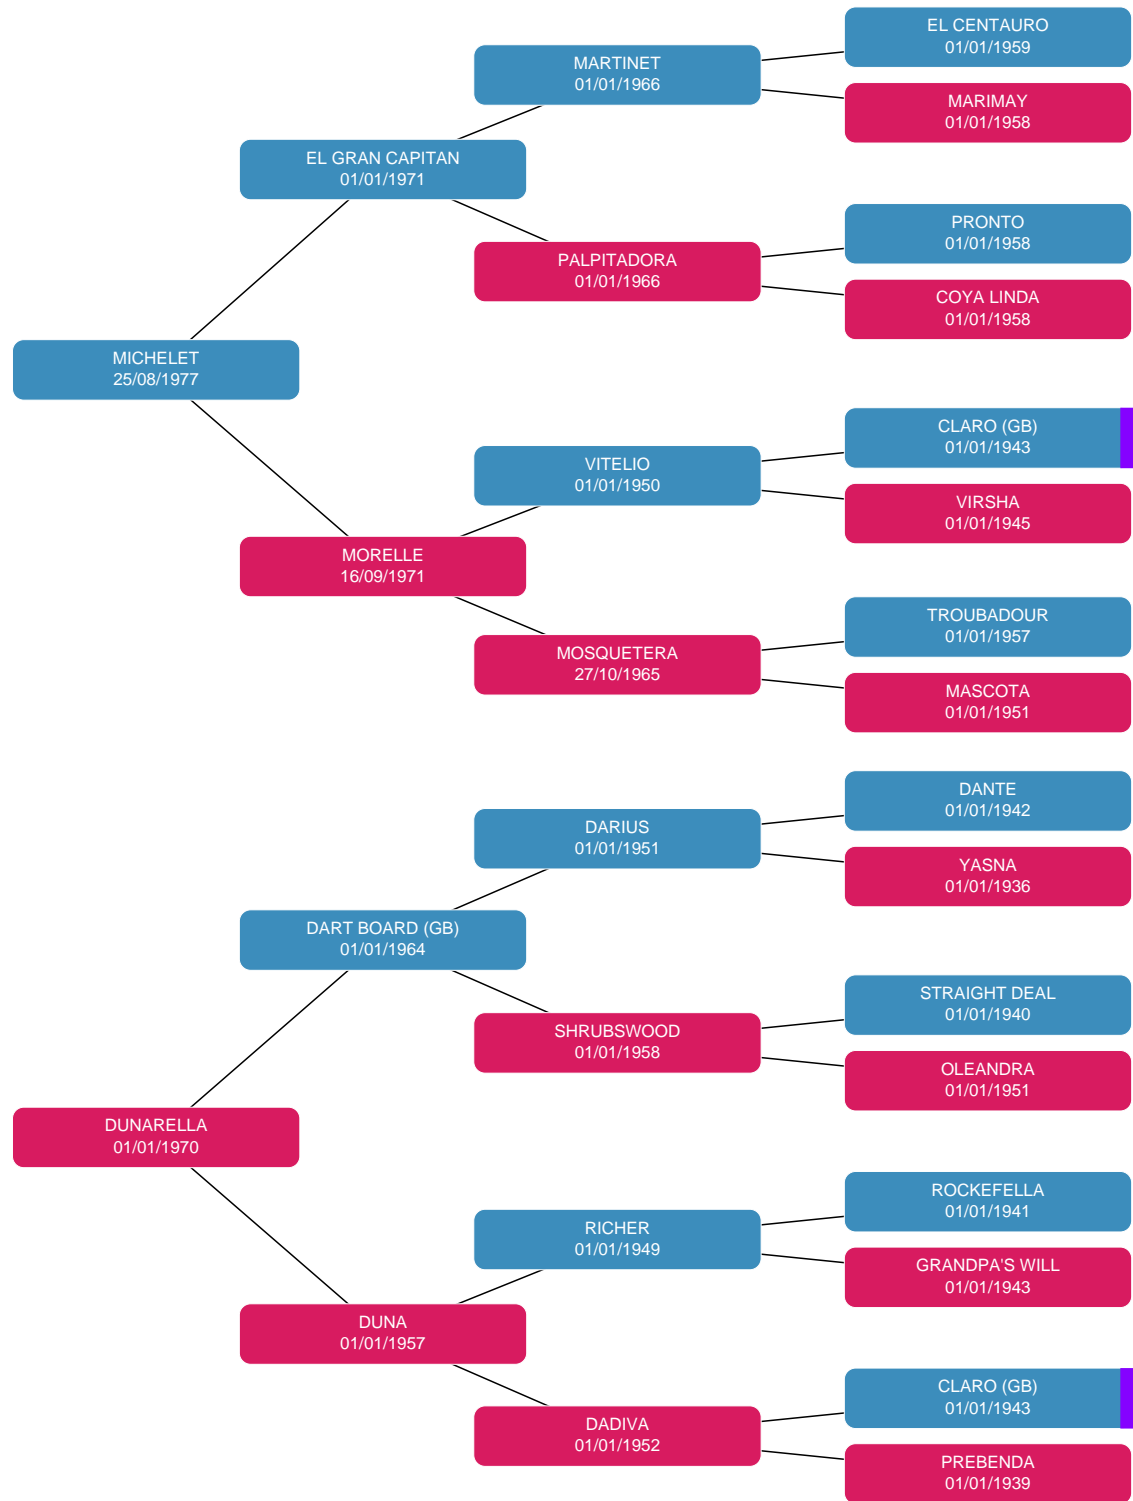 EL CENTAURO
01/01/1959
MARTINET
01/01/1966
MARIMAY
01/01/1958
EL GRAN CAPITAN
01/01/1971
PRONTO
01/01/1958
PALPITADORA
01/01/1966
COYA LINDA
01/01/1958
MICHELET
25/08/1977
CLARO (GB)
01/01/1943
VITELIO
01/01/1950
VIRSHA
01/01/1945
MORELLE
16/09/1971
TROUBADOUR
01/01/1957
MOSQUETERA
27/10/1965
MASCOTA
01/01/1951
DANTE
01/01/1942
DARIUS
01/01/1951
YASNA
01/01/1936
DART BOARD (GB)
01/01/1964
STRAIGHT DEAL
01/01/1940
SHRUBSWOOD
01/01/1958
OLEANDRA
01/01/1951
DUNARELLA
01/01/1970
ROCKEFELLA
01/01/1941
RICHER
01/01/1949
GRANDPA'S WILL
01/01/1943
DUNA
01/01/1957
CLARO (GB)
01/01/1943
DADIVA
01/01/1952
PREBENDA
01/01/1939